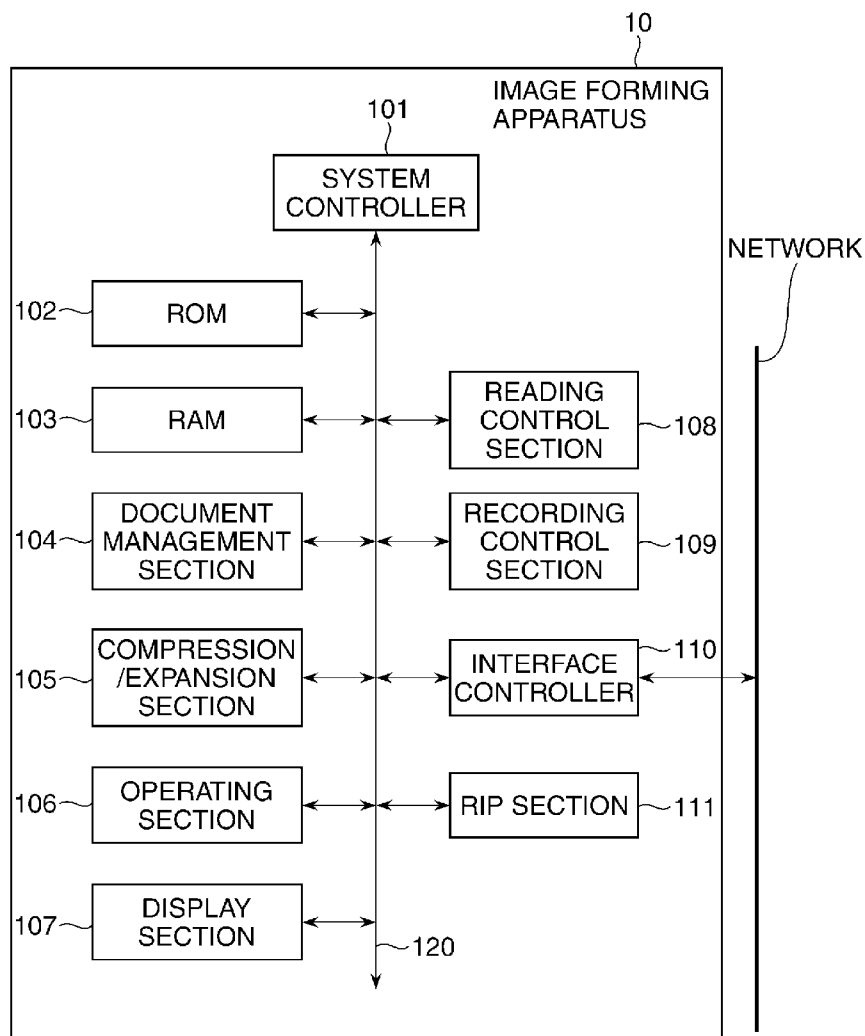 10
IMAGE FORMING
APPARATUS
101
SYSTEM
CONTROLLER
NETWORK
102
ROM
103
RAM
READING
CONTROL
SECTION
108
104
DOCUMENT
MANAGEMENT
SECTION
RECORDING
CONTROL
SECTION
109
105
COMPRESSION
/EXPANSION
SECTION
110
INTERFACE
CONTROLLER
106
OPERATING
SECTION
RIP SECTION
111
107
DISPLAY
SECTION
120